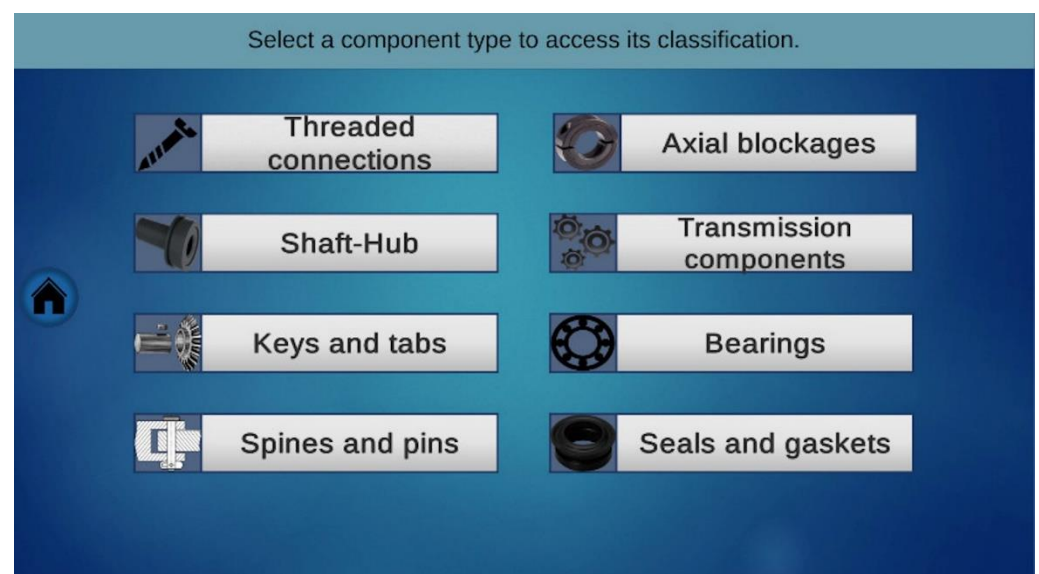 Select a component type to access its classification.
Threaded
connections
Shaft-Hub
Keys and tabs
Spines and pins
Axial blockages
Transmission
components
Bearings
Seals and gaskets